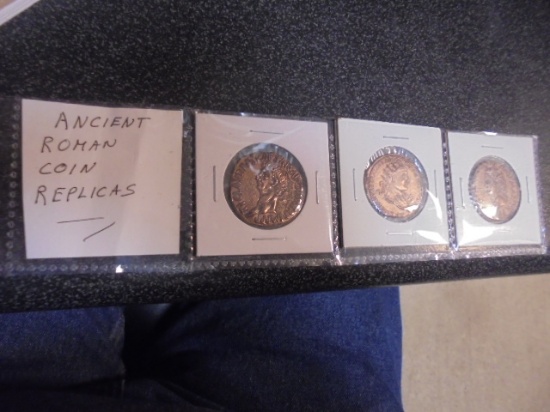 ANCIENT
ROMAN
COIN
REPLICAS